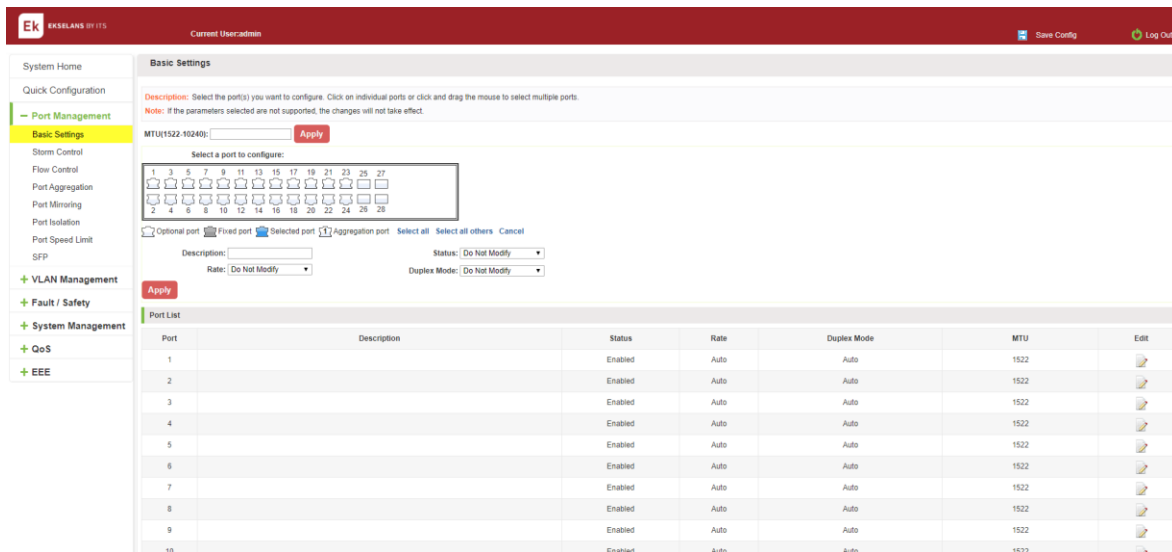 Ek EKSELANS BY ITS
Current User:admin
Save Config
Log Out
System Home
Quick Configuration
Port Management
Basic Settings
Storm Control
Flow Control
Port Aggregation
Port Mirroring
Port Isolation
Port Speed Limit
SFP
VLAN Management
Fault / Safety
System Management
QoS
EEE
Basic Settings
Description: Select the port(s) you want to configure. Click on individual ports or click and drag the mouse to select multiple ports.
Note: If the parameters selected are not supported, the changes will not take effect.
MTU(1522-10240): Apply
Select a port to configure:
1 3 5 7 9 11 13 15 17 19 21 23 25 27
2 4 6 8 10 12 14 16 18 20 22 24 26 28
Optional port Fixed port Selected port 1 Aggregation port Select all Select all others Cancel
Description: Status: Do Not Modify
Rate: Do Not Modify Duplex Mode: Do Not Modify
Apply
Port List
Port Description Status Rate Duplex Mode MTU Edit
1 Enabled Auto Auto 1522
2 Enabled Auto Auto 1522
3 Enabled Auto Auto 1522
4 Enabled Auto Auto 1522
5 Enabled Auto Auto 1522
6 Enabled Auto Auto 1522
7 Enabled Auto Auto 1522
8 Enabled Auto Auto 1522
9 Enabled Auto Auto 1522
10 Enabled Auto Auto 1522